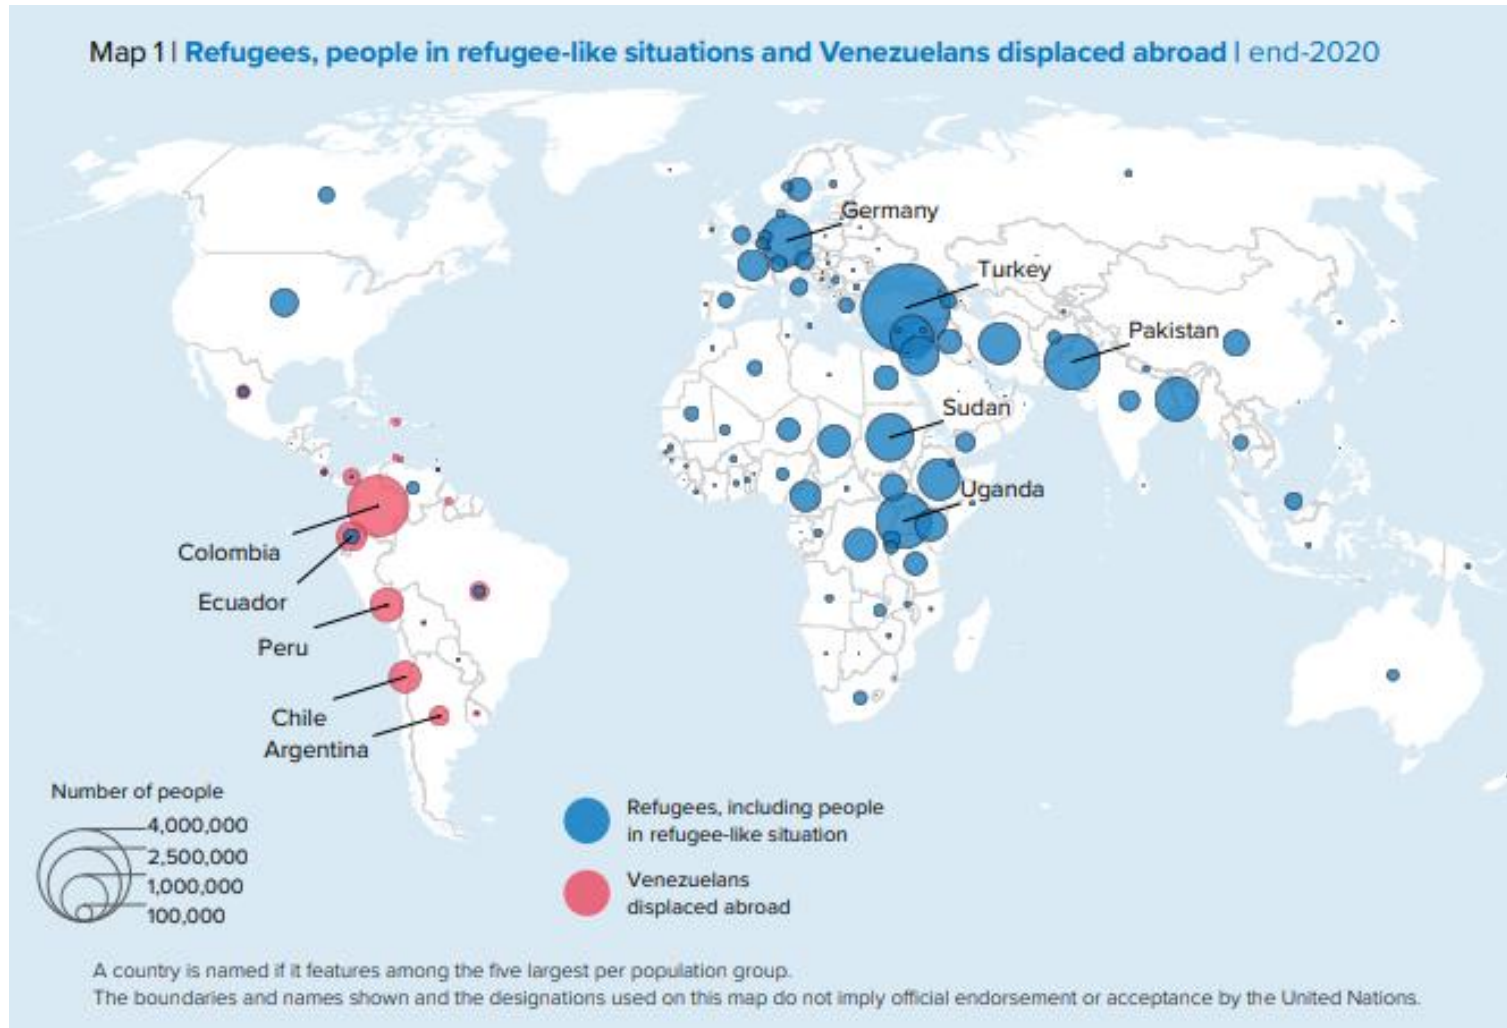 Map 1 | Refugees, people in refugee-like situations and Venezuelans displaced abroad | end-2020
Germany
Turkey
Pakistan
Sudan
Uganda
Colombia
Ecuador
Peru
Chile
Argentina
Number of people
4,000,000
2,500,000
1,000,000
100,000
Refugees, including people
in refugee-like situation
Venezuelans
displaced abroad
A country is named if it features among the five largest per population group.
The boundaries and names shown and the designations used on this map do not imply official endorsement or acceptance by the United Nations.